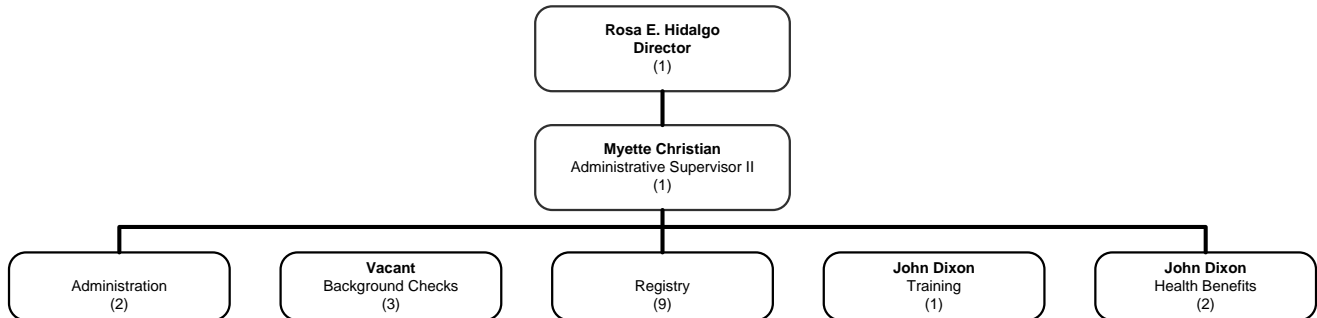 Rosa E. Hidalgo
Director
(1)
Myette Christian
Administrative Supervisor II
(1)
Administration
(2)
Vacant
Background Checks
(3)
Registry
(9)
John Dixon
Training
(1)
John Dixon
Health Benefits
(2)